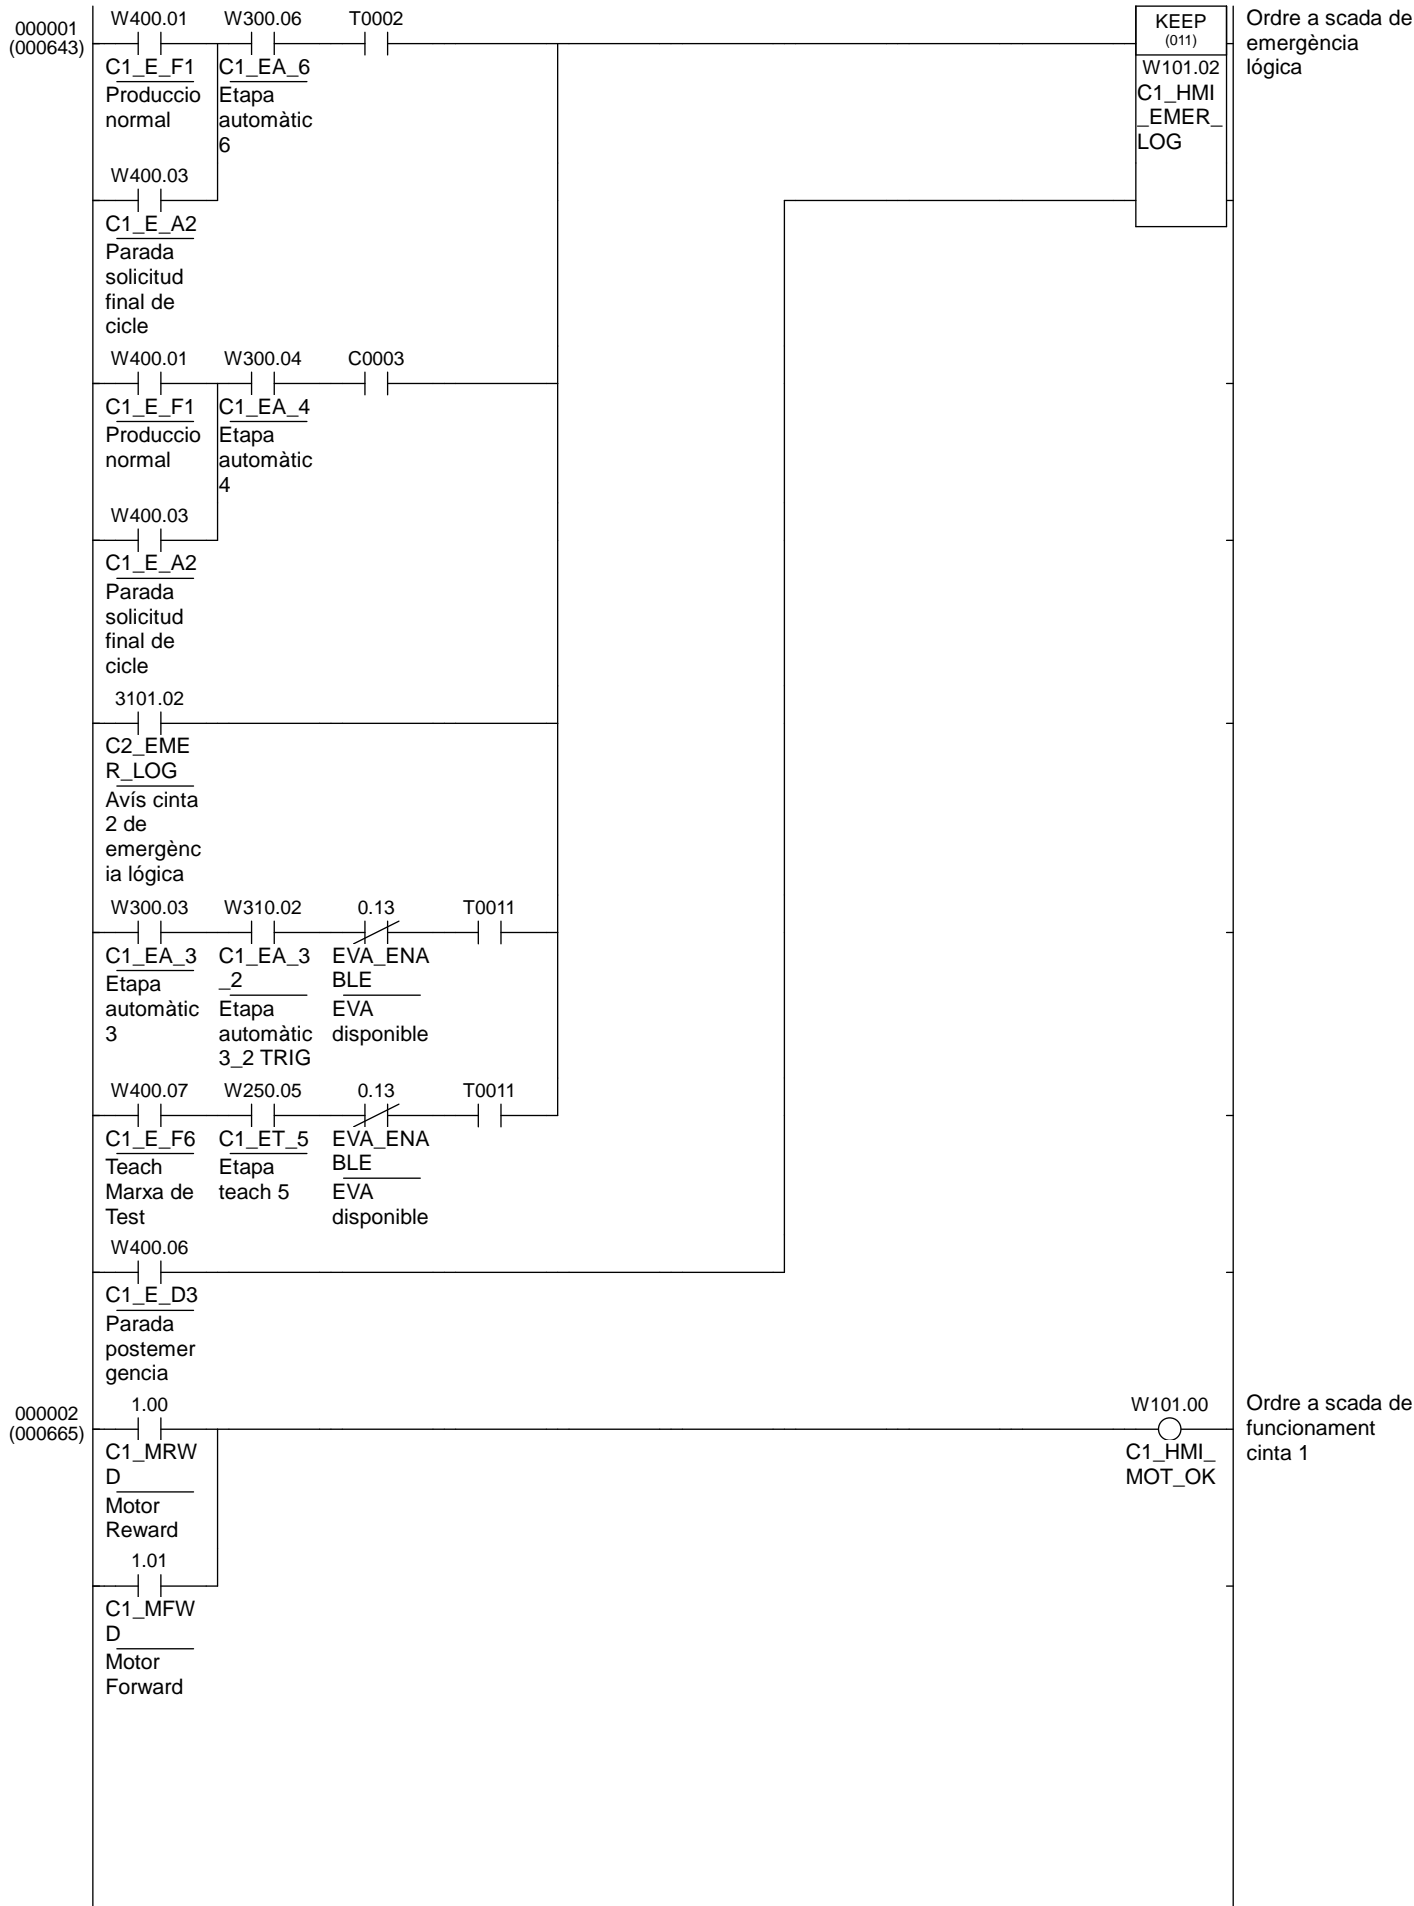 000001
(000643)
W400.01 W300.06 T0002
C1_E_F1 C1_EA_6
Produccio Etapa
normal automàtic
6
KEEP
(011)
W101.02
C1_HMI
_EMER_
LOG
Ordre a scada de
emergència
lógica
W400.03
C1_E_A2
Parada
solicitud
final de
cicle
W400.01 W300.04 C0003
C1_E_F1 C1_EA_4
Produccio Etapa
normal automàtic
4
W400.03
C1_E_A2
Parada
solicitud
final de
cicle
3101.02
C2_EME
R_LOG
Avís cinta
2 de
emergènc
ia lógica
W300.03 W310.02 0.13 T0011
C1_EA_3 C1_EA_3 EVA_ENA
Etapa _2 BLE
automàtic Etapa EVA
3 automàtic disponible
3_2 TRIG
W400.07 W250.05 0.13 T0011
C1_E_F6 C1_ET_5 EVA_ENA
Teach Etapa BLE
Marxa de teach 5 EVA
Test disponible
W400.06
C1_E_D3
Parada
postemer
gencia
000002
(000665)
1.00
C1_MRW
D
Motor
Reward
W101.00
C1_HMI_
MOT_OK
Ordre a scada de
funcionament
cinta 1
1.01
C1_MFW
D
Motor
Forward